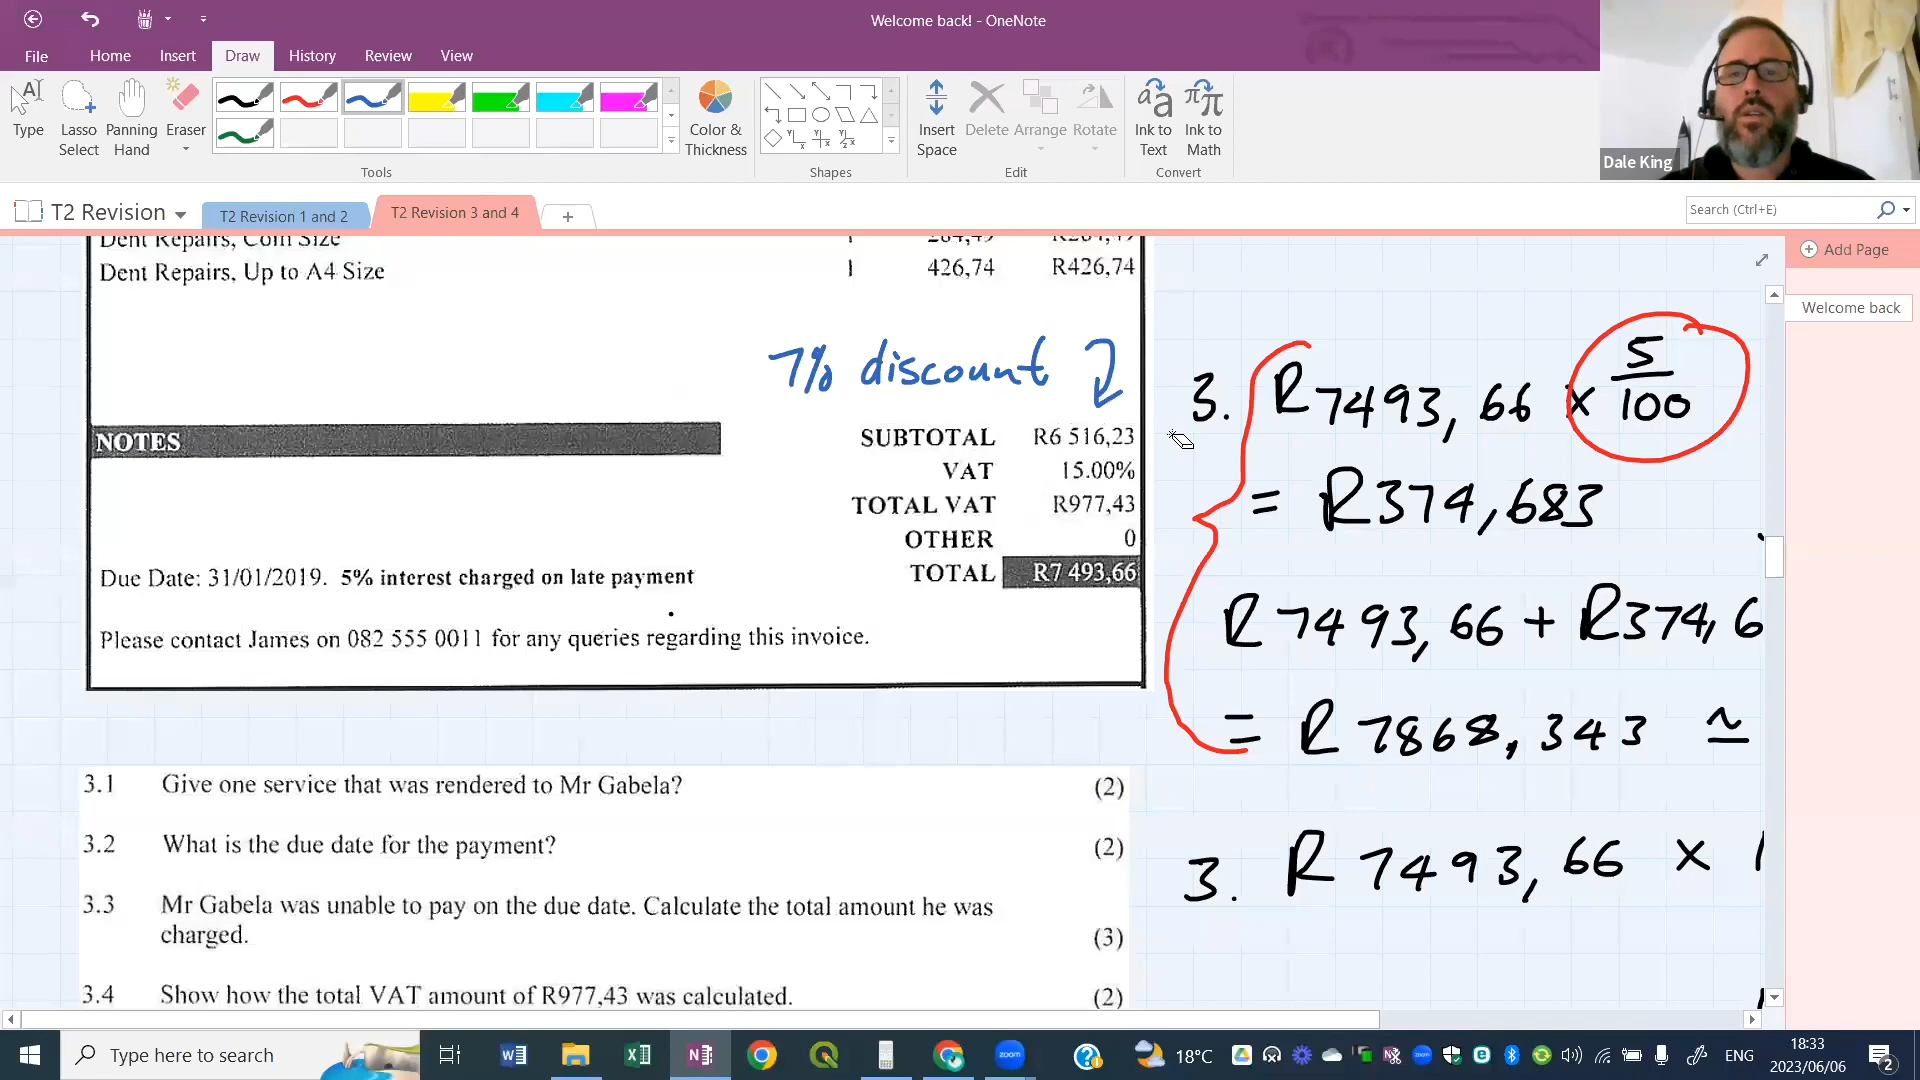 Welcome back! - OneNote
File Home Insert Draw History Review View
Type
Lasso Select
Panning Hand
Eraser
Color & Thickness
Insert Space
Delete
Arrange
Rotate
Ink to Text
Ink to Math
Tools
Shapes
Edit
Convert
Dale King
T2 Revision
T2 Revision 1 and 2
T2 Revision 3 and 4
Search (Ctrl+E)
Add Page
Welcome back
Dent Repairs, Coin Size 1 284,49 R284,49
Dent Repairs, Up to A4 Size 1 426,74 R426,74
7% discount
NOTES
SUBTOTAL R6 516,23
VAT 15.00%
TOTAL VAT R977,43
OTHER 0
TOTAL R7 493,66
Due Date: 31/01/2019. 5% interest charged on late payment
Please contact James on 082 555 0011 for any queries regarding this invoice.
3. R7493,66 × 5/100
= R374,683
R7493,66 + R374,6
= R7868,343 ≃
3. R7493,66 × 1
3.1 Give one service that was rendered to Mr Gabela? (2)
3.2 What is the due date for the payment? (2)
3.3 Mr Gabela was unable to pay on the due date. Calculate the total amount he was
charged. (3)
3.4 Show how the total VAT amount of R977,43 was calculated. (2)
Type here to search
zoom
18°C
ENG
18:33
2023/06/06
2